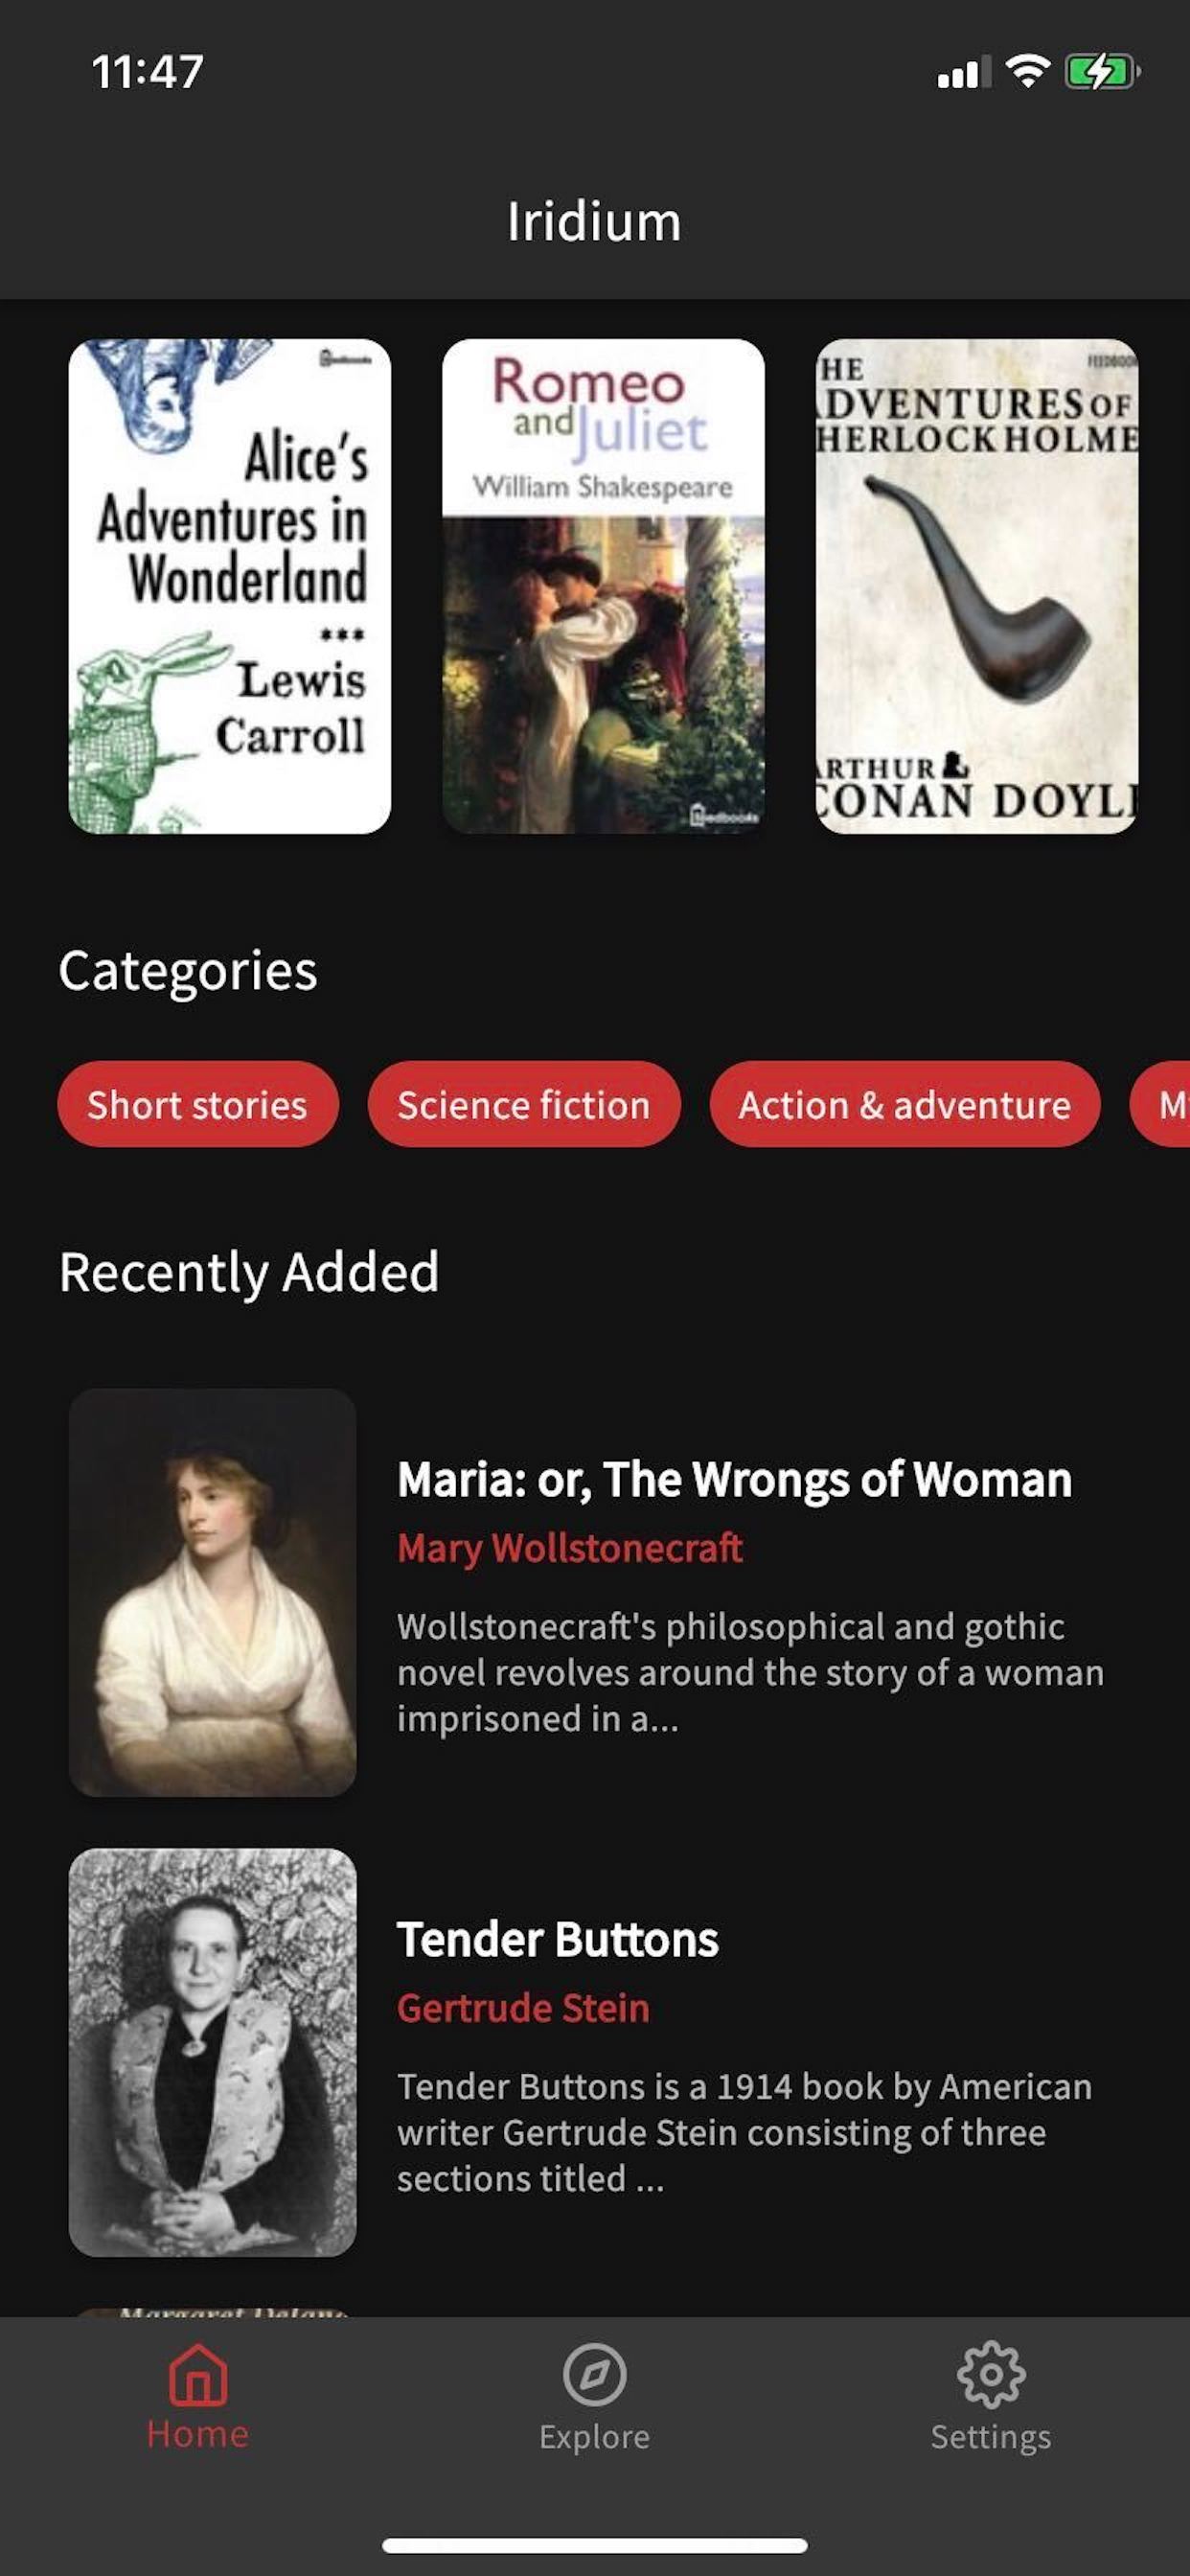 11:47
Iridium
Alice's
Adventures in
Wonderland
***
Lewis
Carroll
Romeo
and Juliet
William Shakespeare
feedbooks
HE
DVENTURES OF
HERLOCK HOLME
RTHUR
CONAN DOYL
Categories
Short stories
Science fiction
Action & adventure
M
Recently Added
Maria: or, The Wrongs of Woman
Mary Wollstonecraft
Wollstonecraft's philosophical and gothic
novel revolves around the story of a woman
imprisoned in a...
Tender Buttons
Gertrude Stein
Tender Buttons is a 1914 book by American
writer Gertrude Stein consisting of three
sections titled ...
Home
Explore
Settings